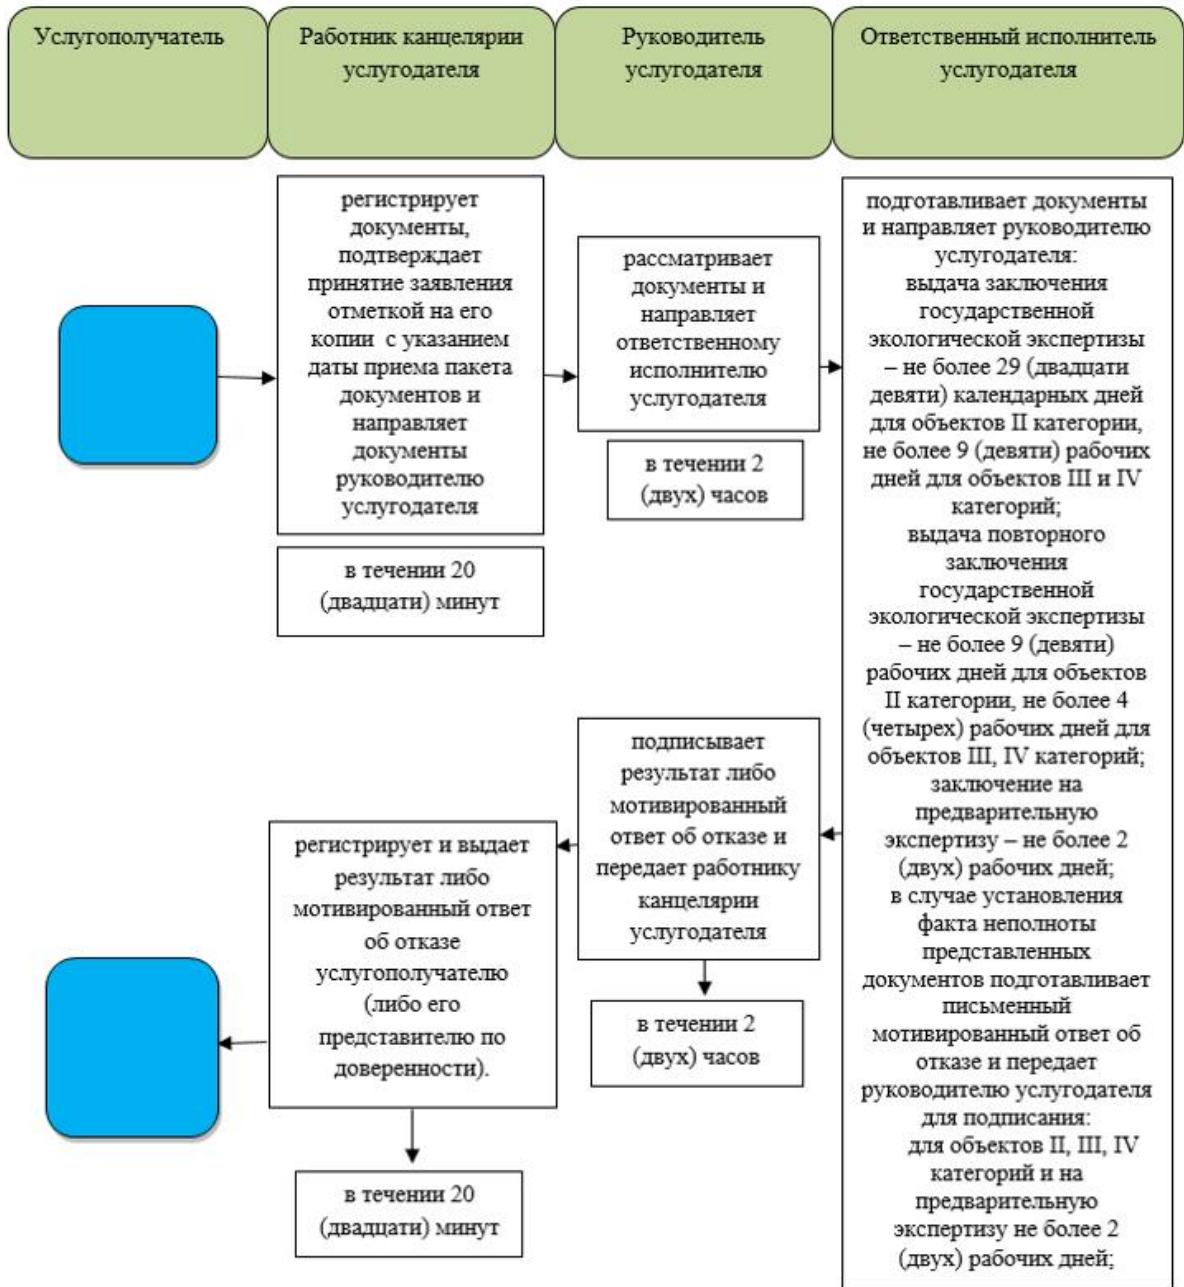 Услугополучатель
Работник канцелярии
услугодателя
Руководитель
услугодателя
Ответственный исполнитель
услугодателя
регистрирует
документы,
подтверждает
принятие заявления
отметкой на его
копии с указанием
даты приема пакета
документов и
направляет
документы
руководителю
услугодателя
в течении 20
(двадцати) минут
рассматривает
документы и
направляет
ответственному
исполнителю
услугодателя
в течении 2
(двух) часов
подготавливает документы
и направляет руководителю
услугодателя:
выдача заключения
государственной
экологической экспертизы
– не более 29 (двадцати
девяти) календарных дней
для объектов II категории,
не более 9 (девяти) рабочих
дней для объектов III и IV
категорий;
выдача повторного
заключения
государственной
экологической экспертизы
– не более 9 (девяти)
рабочих дней для объектов
II категории, не более 4
(четырех) рабочих дней для
объектов III, IV категорий;
заключение на
предварительную
экспертизу – не более 2
(двух) рабочих дней;
в случае установления
факта неполноты
представленных
документов подготавливает
письменный
мотивированный ответ об
отказе и передает
руководителю услугодателя
для подписания:
для объектов II, III, IV
категорий и на
предварительную
экспертизу не более 2
(двух) рабочих дней;
подписывает
результат либо
мотивированный
ответ об отказе и
передает работнику
канцелярии
услугодателя
в течении 2
(двух) часов
регистрирует и выдает
результат либо
мотивированный ответ
об отказе
услугополучателю
(либо его
представителю по
доверенности).
в течении 20
(двадцати) минут